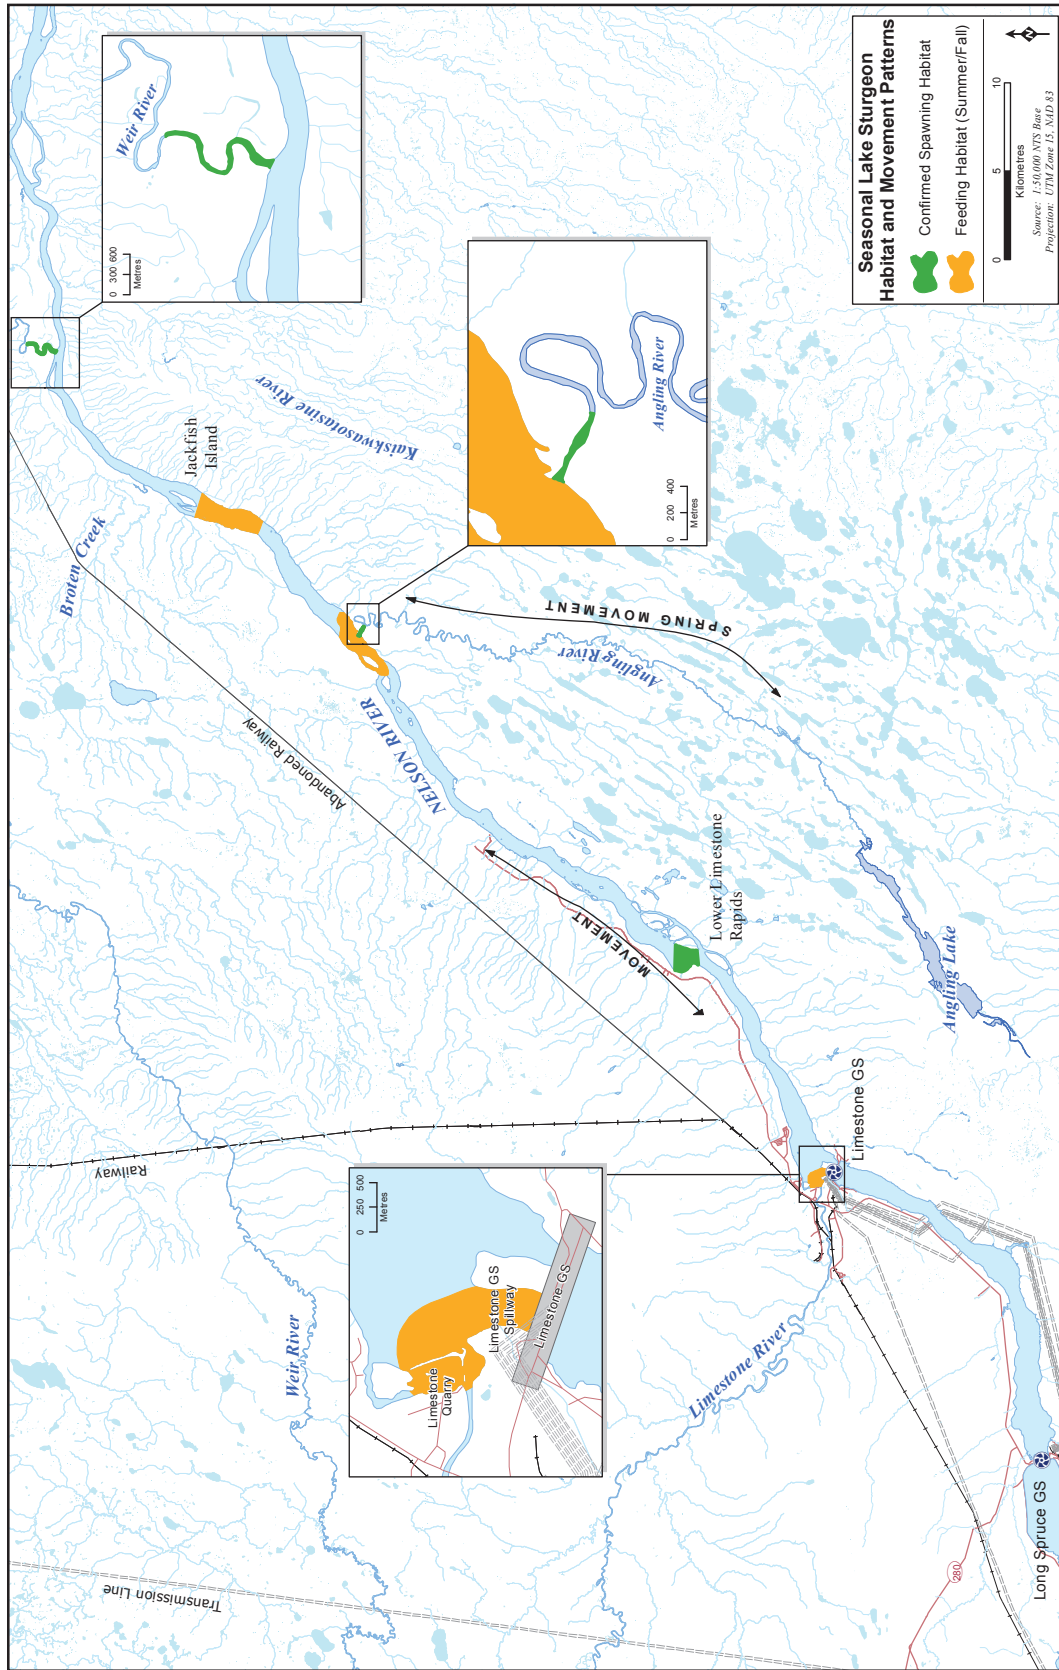 Seasonal Lake Sturgeon
Habitat and Movement Patterns
Confirmed Spawning Habitat
Feeding Habitat (Summer/Fall)
0 5 10
Kilometres
Source: 1:50,000 NTS Base
Projection: UTM Zone 15, NAD 83
N
Transmission Line
Railway
Weir River
Limestone River
280
Long Spruce GS
Limestone GS
0 250 500
Metres
Limestone
Quarry
Limestone GS
Spillway
Limestone GS
Abandoned Railway
Broten Creek
NELSON RIVER
MOVEMENT
Lower Limestone
Rapids
Angling Lake
Angling River
SPRING MOVEMENT
Jackfish
Island
Kaiskwasotasine River
0 300 600
Metres
Weir River
0 200 400
Metres
Angling River